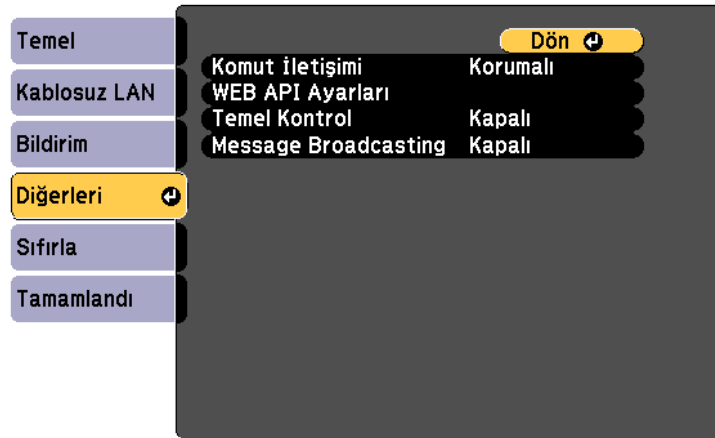 Temel
Kablosuz LAN
Bildirim
Diğerleri
Sıfırla
Tamamlandı
Dön
Komut İletişimi Korumalı
WEB API Ayarları
Temel Kontrol Kapalı
Message Broadcasting Kapalı